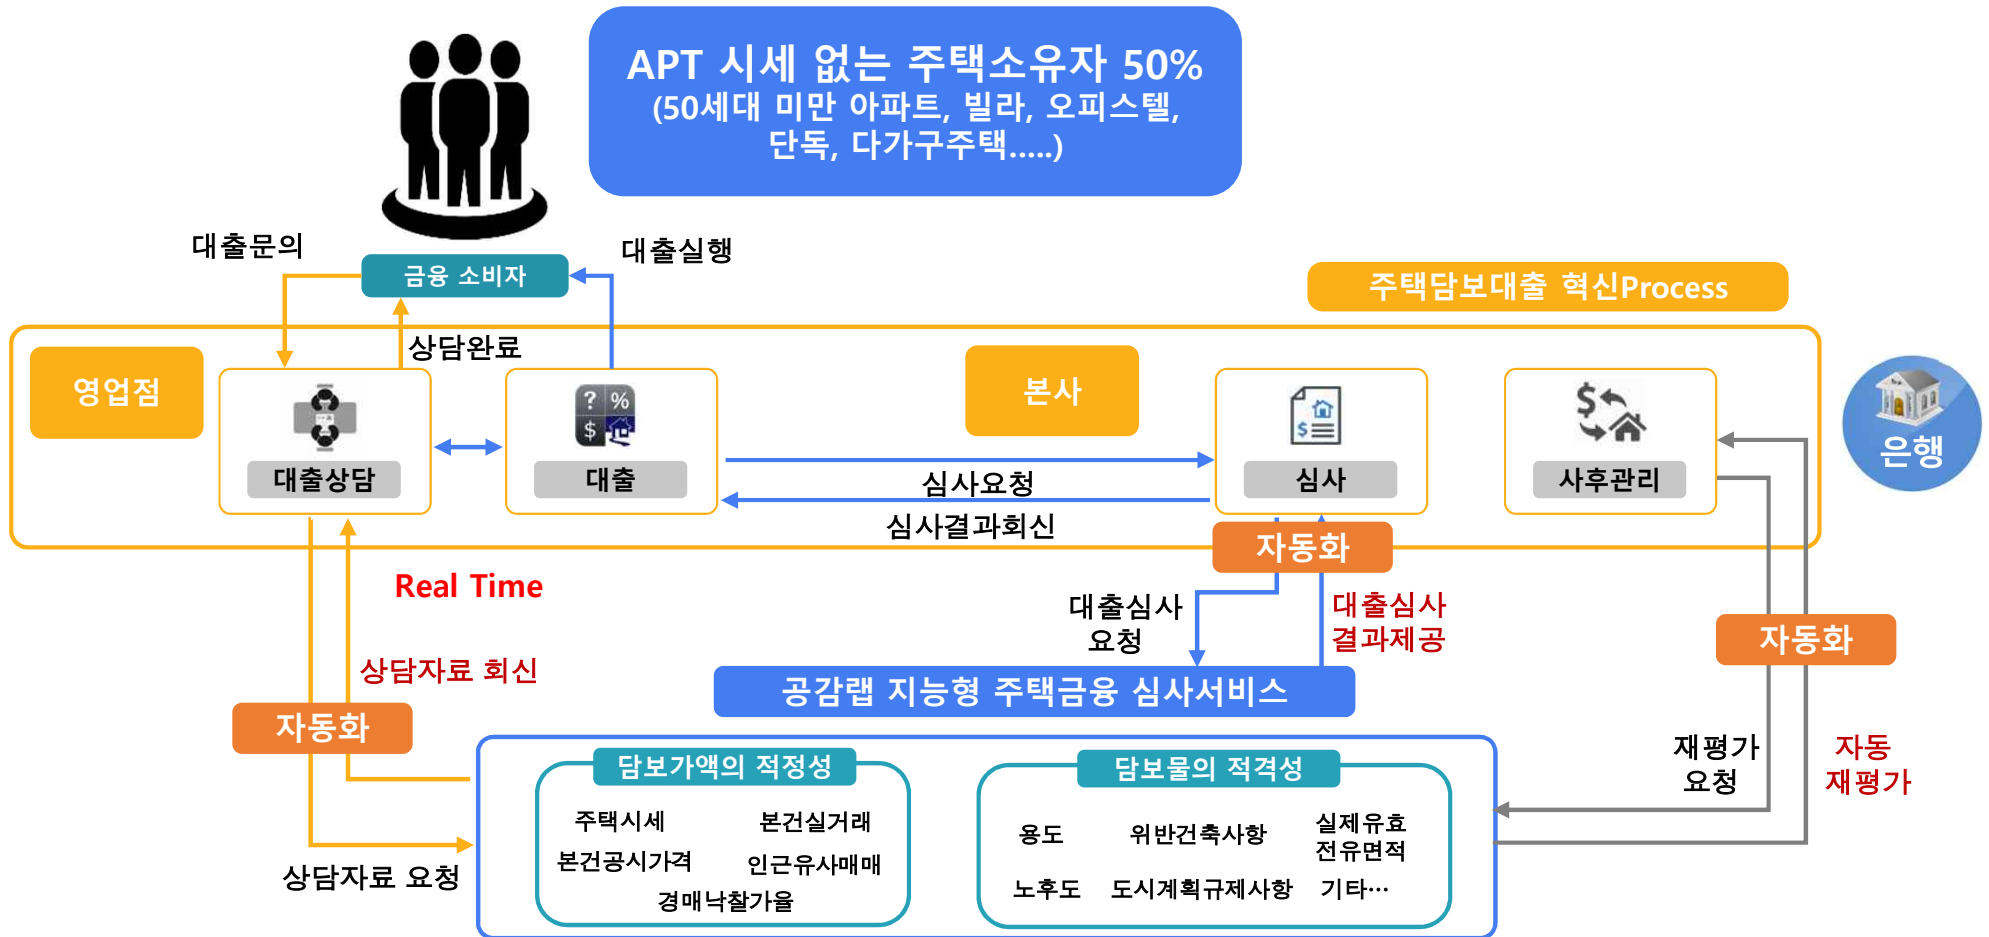 APT 시세 없는 주택소유자 50%
(50세대 미만 아파트, 빌라, 오피스텔,
단독, 다가구주택.....)
대출문의
대출실행
금융 소비자
주택담보대출 혁신Process
상담완료
영업점
본사
? %
$
$
$
은행
대출상담
대출
심사
사후관리
심사요청
심사결과회신
자동화
Real Time
대출심사
요청
대출심사
결과제공
자동화
상담자료 회신
공감랩 지능형 주택금융 심사서비스
자동화
재평가
요청
자동
재평가
담보가액의 적정성
담보물의 적격성
주택시세
본건실거래
본건공시가격
인근유사매매
경매낙찰가율
용도
위반건축사항
실제유효
전유면적
노후도
도시계획규제사항
기타…
상담자료 요청